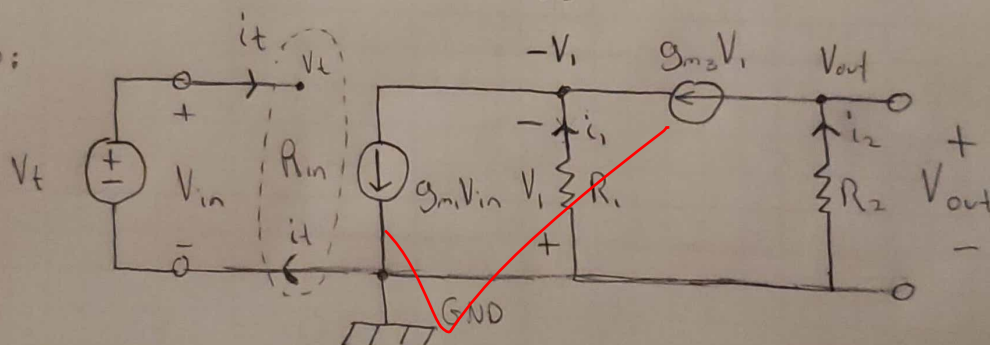 it
-V₁
gm₃V₁
Vout
Vt
+
Vt
+
-
Vin
Rin
gm₁Vin
-
i₁
V₁
R₁
+
i₂
R₂
+
Vout
-
-
it
GND